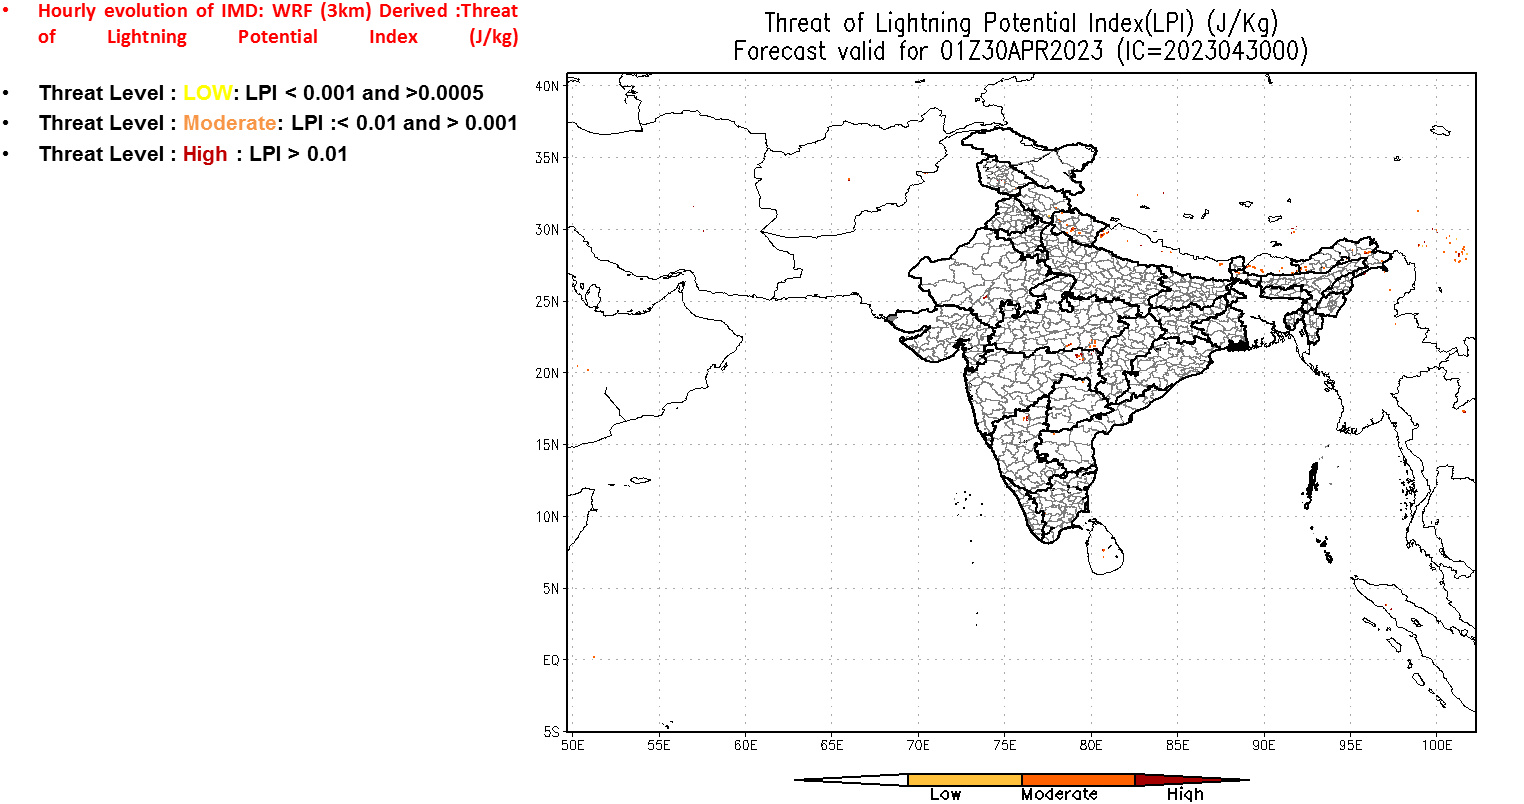 • Hourly evolution of IMD: WRF (3km) Derived :Threat
of Lightning Potential Index (J/kg)
• Threat Level : LOW: LPI < 0.001 and >0.0005
• Threat Level : Moderate: LPI :< 0.01 and > 0.001
• Threat Level : High : LPI > 0.01
Threat of Lightning Potential Index(LPI) (J/Kg)
Forecast valid for 01Z30APR2023 (IC=2023043000)
40N
35N
30N
25N
20N
15N
10N
5N
EQ
5S
50E 55E 60E 65E 70E 75E 80E 85E 90E 95E 100E
Low Moderate High